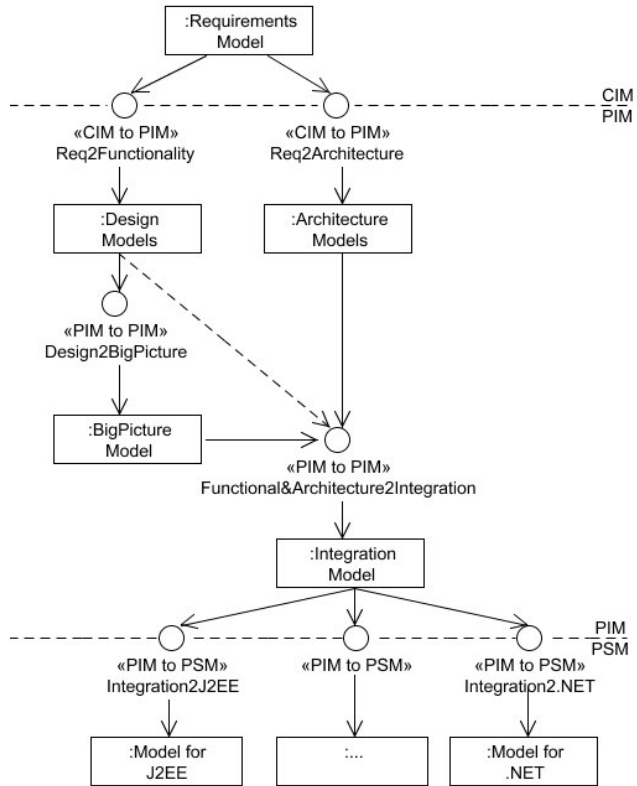 :Requirements
Model
CIM
PIM
«CIM to PIM»
Req2Functionality
«CIM to PIM»
Req2Architecture
:Design
Models
:Architecture
Models
«PIM to PIM»
Design2BigPicture
:BigPicture
Model
«PIM to PIM»
Functional&Architecture2Integration
:Integration
Model
PIM
PSM
«PIM to PSM»
Integration2J2EE
«PIM to PSM»
«PIM to PSM»
Integration2.NET
:Model for
J2EE
:...
:Model for
.NET